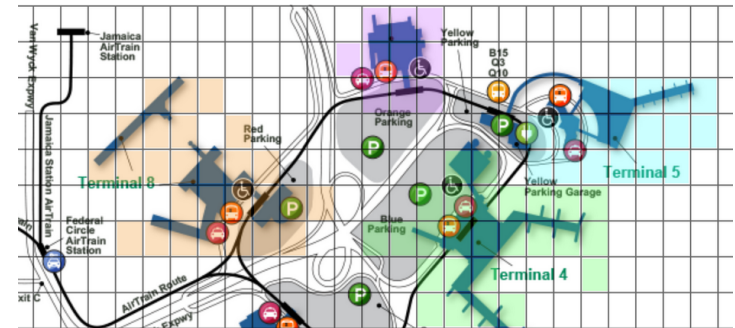 Van Wyck Expwy
Jamaica
AirTrain
Station
Jamaica Station AirTrain
Terminal 8
Federal
Circle
AirTrain
Station
AirTrain Route
Expwy
Red
Parking
P
Orange
Parking
P
Yellow
Parking
B15
Q3
Q10
P
Terminal 5
Yellow
Parking Garage
P
Blue
Parking
Terminal 4
P